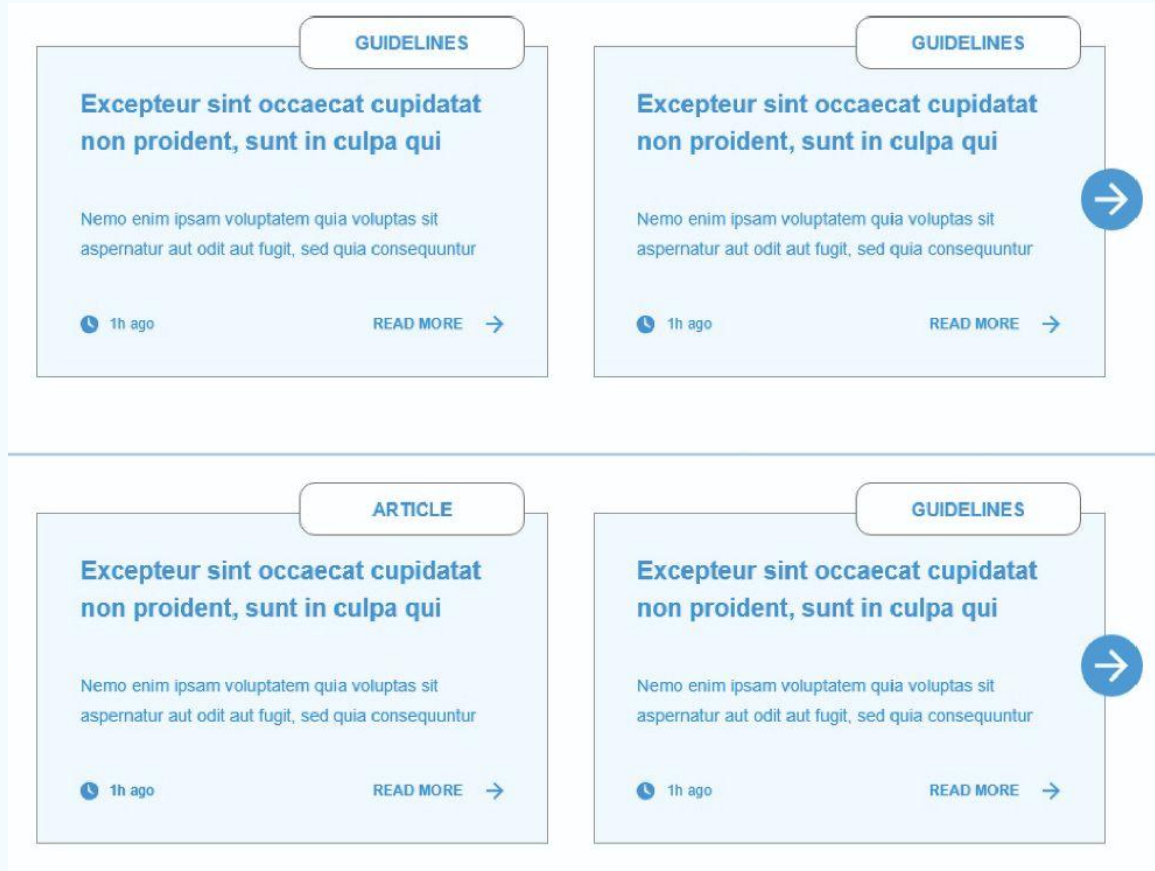 GUIDELINES
Excepteur sint occaecat cupidatat
non proident, sunt in culpa qui
Nemo enim ipsam voluptatem quia voluptas sit
aspernatur aut odit aut fugit, sed quia consequuntur
1h ago
READ MORE
GUIDELINES
Excepteur sint occaecat cupidatat
non proident, sunt in culpa qui
Nemo enim ipsam voluptatem quia voluptas sit
aspernatur aut odit aut fugit, sed quia consequuntur
1h ago
READ MORE
ARTICLE
Excepteur sint occaecat cupidatat
non proident, sunt in culpa qui
Nemo enim ipsam voluptatem quia voluptas sit
aspernatur aut odit aut fugit, sed quia consequuntur
1h ago
READ MORE
GUIDELINES
Excepteur sint occaecat cupidatat
non proident, sunt in culpa qui
Nemo enim ipsam voluptatem quia voluptas sit
aspernatur aut odit aut fugit, sed quia consequuntur
1h ago
READ MORE